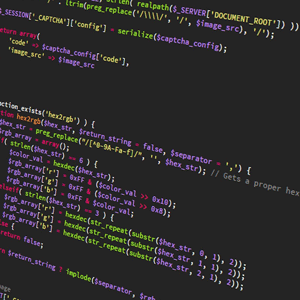 '/' . ltrim(preg_replace('/\\\\/', '/', $image_src), '/');
$_SESSION['_CAPTCHA']['config'] = serialize($captcha_config);
return array(
'code' => $captcha_config['code'],
'image_src' => $image_src
function_exists('hex2rgb') ) {
function hex2rgb($hex_str, $return_string = false, $separator = ',') {
$hex_str = preg_replace("/[^0-9A-Fa-f]/", '', $hex_str); // Gets a proper hex
$rgb_array = array();
if( strlen($hex_str) == 6 ) {
$color_val = hexdec($hex_str);
$rgb_array['r'] = 0xFF & ($color_val >> 0x10);
$rgb_array['g'] = 0xFF & ($color_val >> 0x8);
$rgb_array['b'] = 0xFF & $color_val;
elseif( strlen($hex_str) == 3 ) {
$rgb_array['r'] = hexdec(str_repeat(substr($hex_str, 0, 1), 2));
$rgb_array['g'] = hexdec(str_repeat(substr($hex_str, 1, 1), 2));
$rgb_array['b'] = hexdec(str_repeat(substr($hex_str, 2, 1), 2));
else {
return false;
$return_string ? implode($separator, $rgb